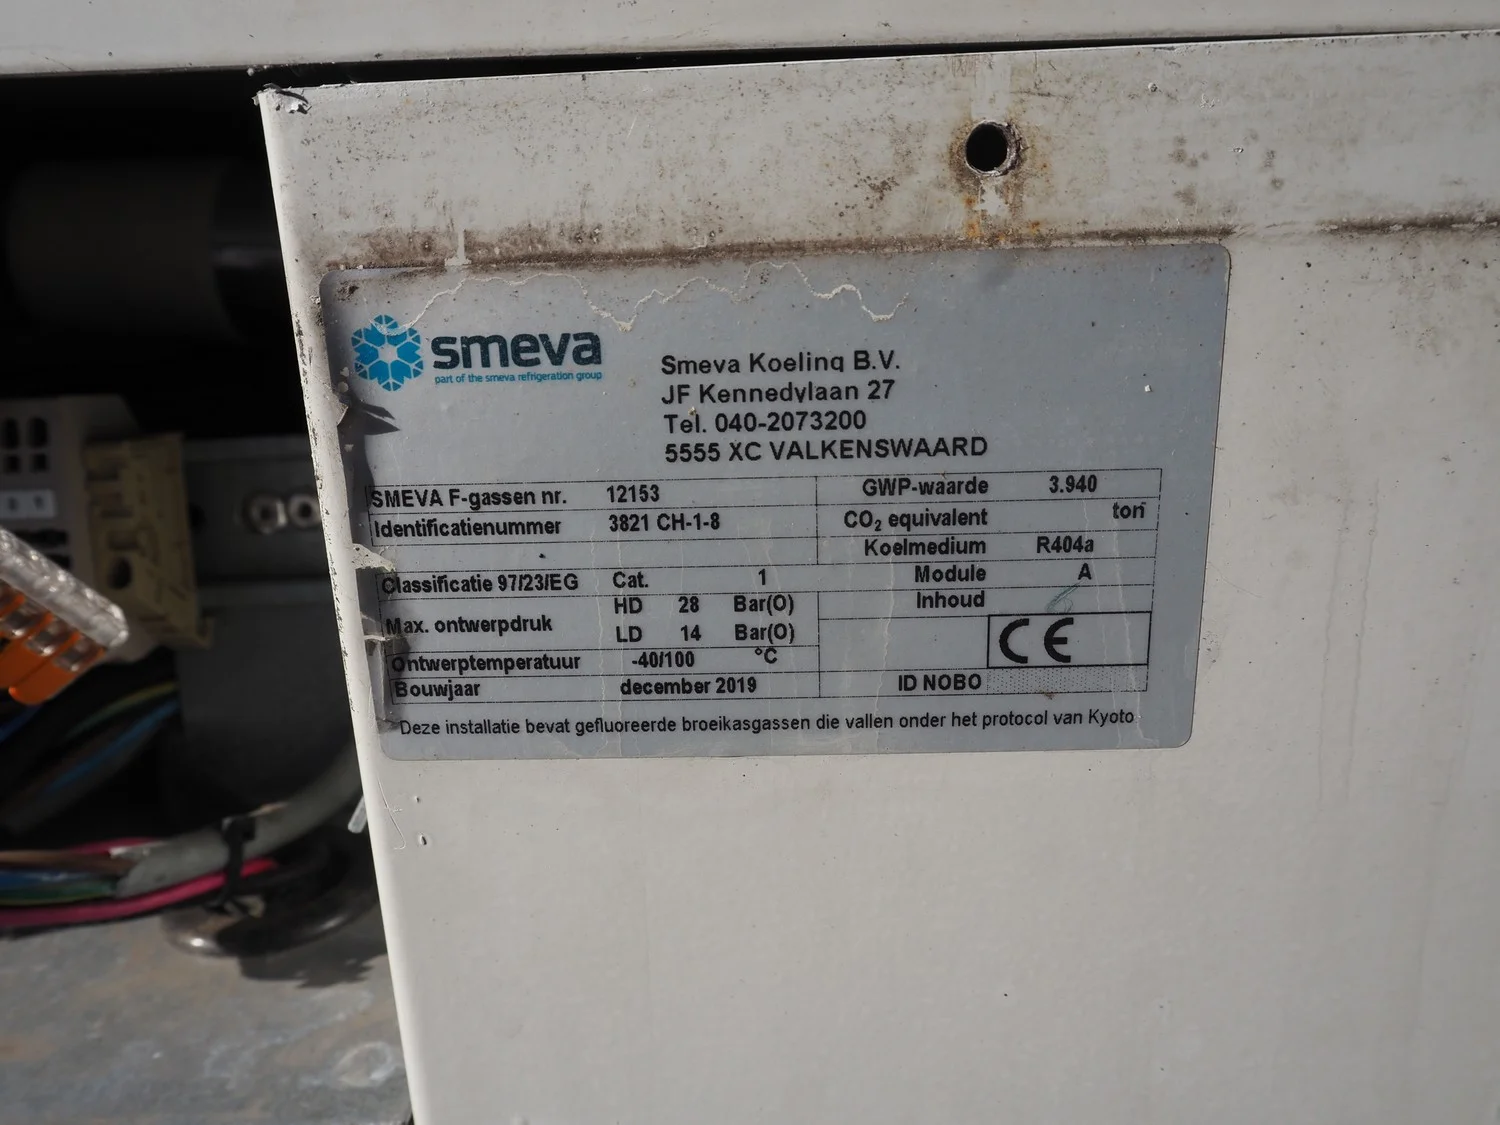 smeva
part of the smeva refrigeration group
Smeva Koeling B.V.
JF Kennedylaan 27
Tel. 040-2073200
5555 XC VALKENSWAARD
SMEVA F-gassen nr. 12153 GWP-waarde 3.940
Identificatienummer 3821 CH-1-8 CO₂ equivalent ton
Koelmedium R404a
Classificatie 97/23/EG Cat. 1 Module A
Max. ontwerpdruk HD 28 Bar(O) Inhoud
LD 14 Bar(O) CE
Ontwerptemperatuur -40/100 °C
Bouwjaar december 2019 ID NOBO
Deze installatie bevat gefluoreerde broeikasgassen die vallen onder het protocol van Kyoto